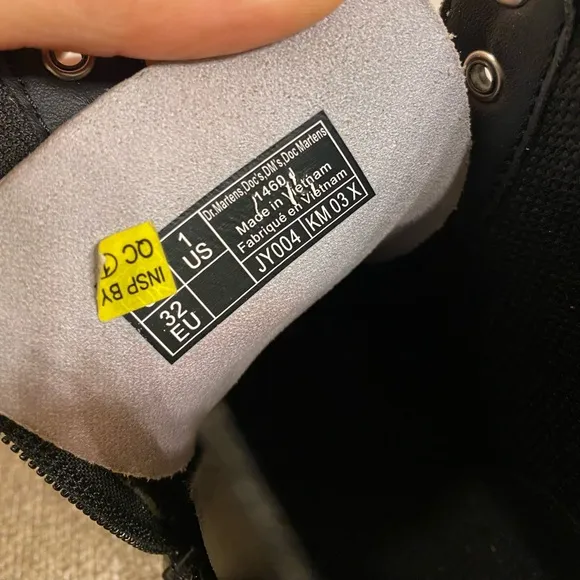 Dr.Martens,Doc's,DM's,Doc Martens
1460
Made in Vietnam
Fabriqué en Vietnam
JY004
KM 03 X
1
US
32
EU
INSP BY
QC